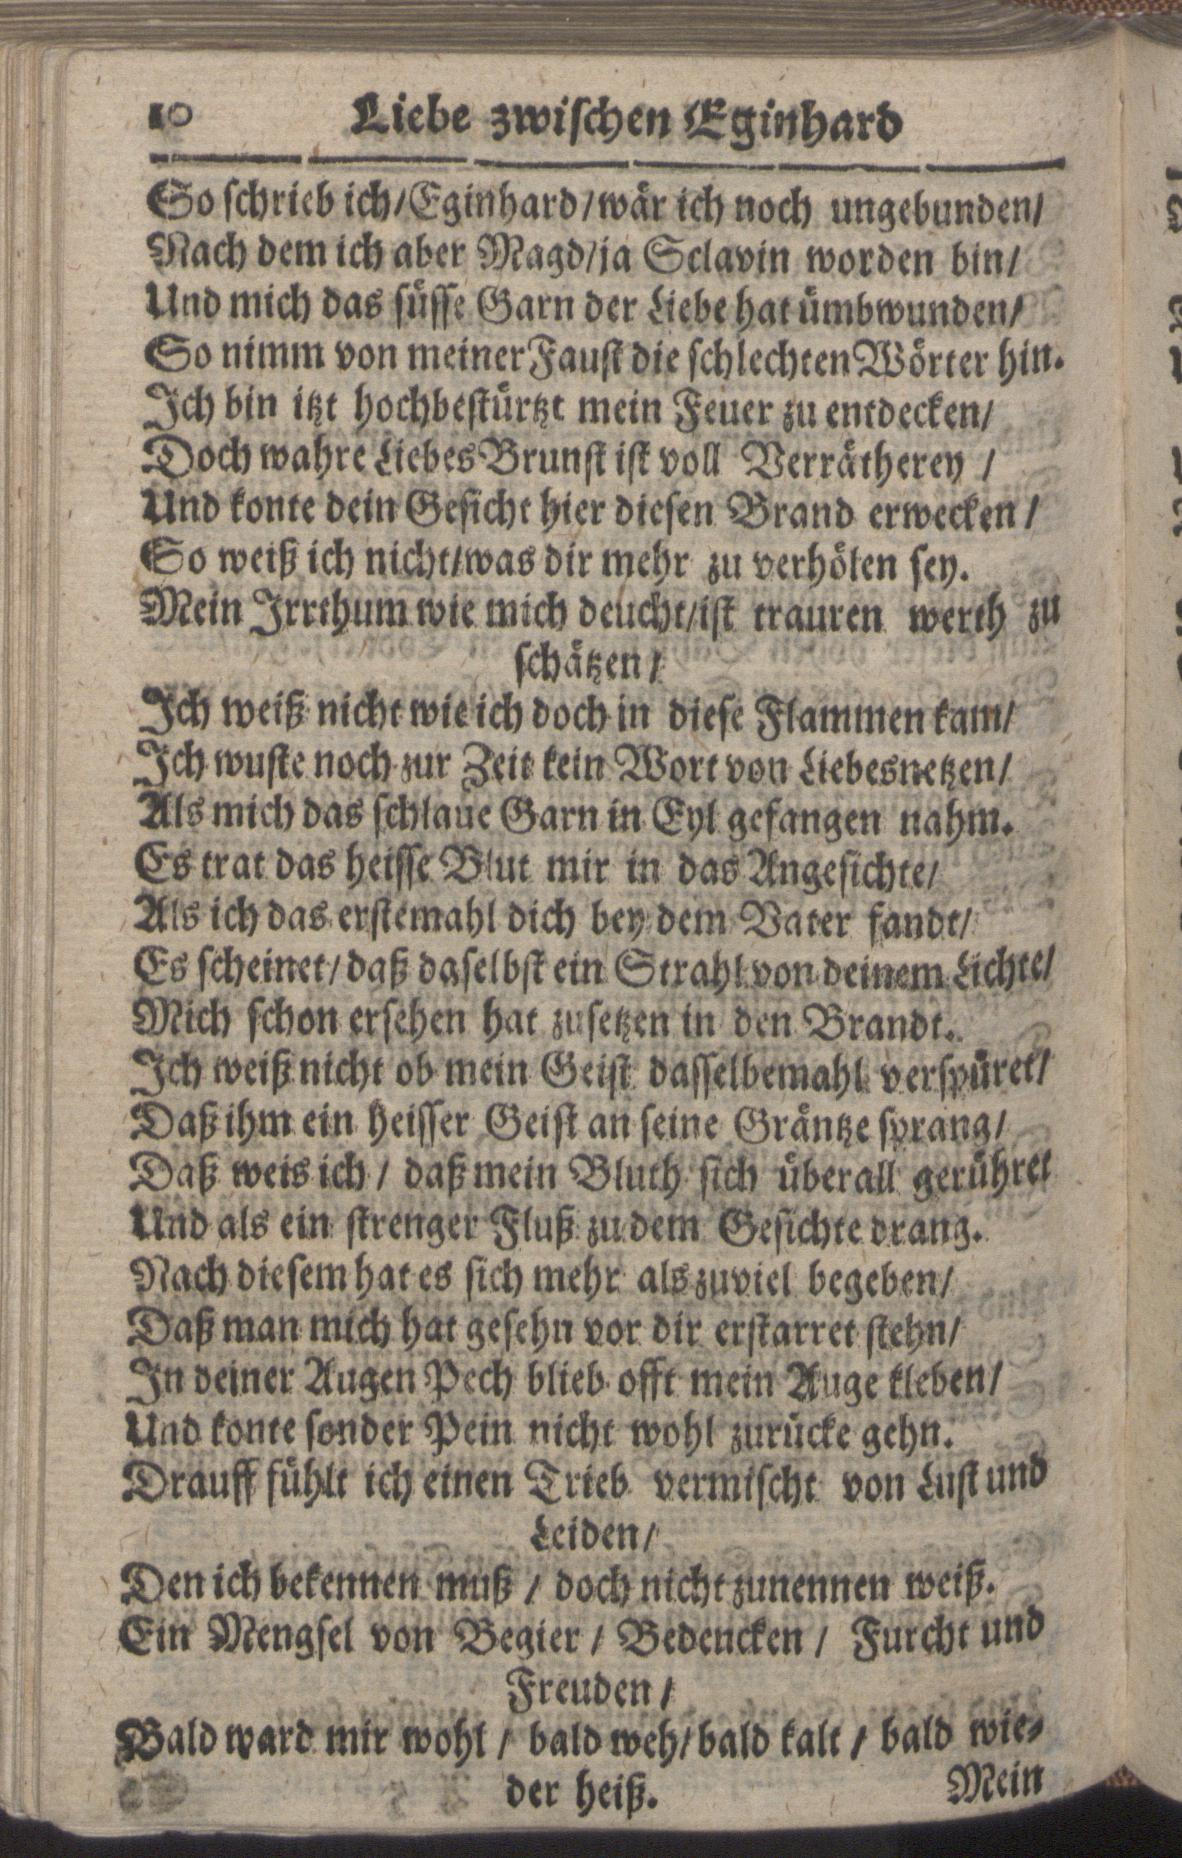 10 Liebe zwischen Eginhard
So schrieb ich/Eginhard/wär ich noch ungebunden/
Nach dem ich aber Magd/ja Sclavin worden bin/
Und mich das süsse Garn der Liebe hat ümbwunden/
So nimm von meiner Faust die schlechten Wörter hin.
Ich bin itzt hochbestürtzt mein Feuer zu entdecken/
Doch wahre Liebes Brunst ist voll Verrätherey /
Und konte dein Gesicht hier diesen Brand erwecken/
So weiß ich nicht/was dir mehr zu verhölen sey.
Mein Irrthum wie mich deucht/ist trauren werth zu
schätzen/
Ich weiß nicht wie ich doch in diese Flammen kam/
Ich wuste noch zur Zeit kein Wort von Liebesnetzen/
Als mich das schlaue Garn in Eyl gefangen nahm.
Es trat das heisse Blut mir in das Angesichte/
Als ich das erstemahl dich bey dem Vater fandt/
Es scheinet/daß daselbst ein Strahl von deinem Lichte/
Mich schon ersehen hat zusetzen in den Brandt.
Ich weiß nicht ob mein Geist dasselbemahl verspüret/
Daß ihm ein heisser Geist an seine Gräntze sprang/
Daß weis ich / daß mein Bluth sich überall gerühret
Und als ein strenger Fluß zu dem Gesichte drang.
Nach diesem hat es sich mehr als zuviel begeben/
Daß man mich hat gesehn vor dir erstarret stehn/
In deiner Augen Pech blieb offt mein Auge kleben/
Und konte sonder Pein nicht wohl zurücke gehn.
Drauff fühlt ich einen Trieb vermischt von Lust und
Leiden/
Den ich bekennen muß / doch nicht zunennen weiß.
Ein Mengsel von Begier / Bedencken / Furcht und
Freuden /
Bald ward mir wohl / bald weh/bald kalt / bald wie-
der heiß. Mein